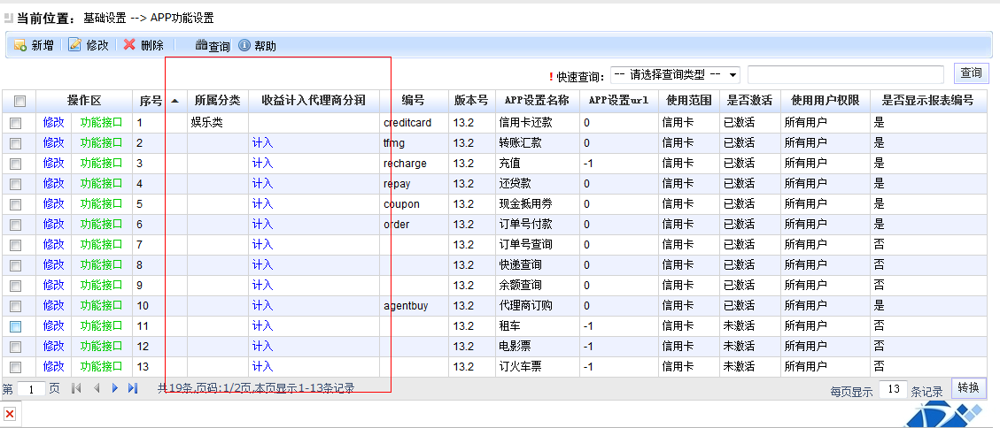 当前位置： 基础设置 --> APP功能设置
新增 修改 删除 查询 帮助
! 快速查询： -- 请选择查询类型 -- 查询
操作区 序号 所属分类 收益计入代理商分润 编号 版本号 APP设置名称 APP设置url 使用范围 是否激活 使用用户权限 是否显示报表编号
修改 功能接口 1 娱乐类 creditcard 13.2 信用卡还款 0 信用卡 已激活 所有用户 是
修改 功能接口 2 计入 tfmg 13.2 转账汇款 0 信用卡 已激活 所有用户 是
修改 功能接口 3 计入 recharge 13.2 充值 -1 信用卡 已激活 所有用户 是
修改 功能接口 4 计入 repay 13.2 还贷款 0 信用卡 已激活 所有用户 是
修改 功能接口 5 计入 coupon 13.2 现金抵用券 0 信用卡 已激活 所有用户 是
修改 功能接口 6 计入 order 13.2 订单号付款 0 信用卡 已激活 所有用户 是
修改 功能接口 7 计入 13.2 订单号查询 0 信用卡 已激活 所有用户 否
修改 功能接口 8 计入 13.2 快递查询 0 信用卡 已激活 所有用户 否
修改 功能接口 9 计入 13.2 余额查询 0 信用卡 已激活 所有用户 否
修改 功能接口 10 计入 agentbuy 13.2 代理商订购 0 信用卡 已激活 所有用户 是
修改 功能接口 11 计入 13.2 租车 -1 信用卡 未激活 所有用户 否
修改 功能接口 12 计入 13.2 电影票 -1 信用卡 未激活 所有用户 否
修改 功能接口 13 计入 13.2 订火车票 -1 信用卡 未激活 所有用户 否
第 1 页 共19条,页码:1/2页,本页显示1-13条记录 每页显示 13 条记录 转换